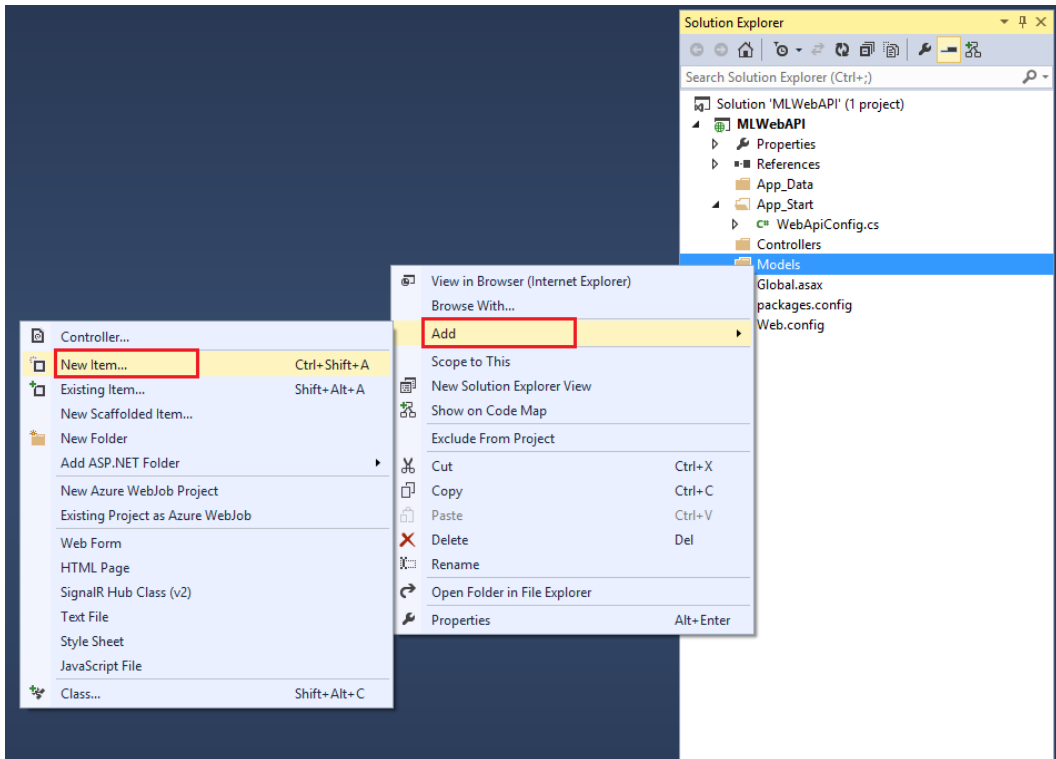 Solution Explorer
Search Solution Explorer (Ctrl+;)
Solution 'MLWebAPI' (1 project)
MLWebAPI
Properties
References
App_Data
App_Start
C# WebApiConfig.cs
Controllers
Models
Global.asax
packages.config
Web.config
View in Browser (Internet Explorer)
Browse With...
Add
Scope to This
New Solution Explorer View
Show on Code Map
Exclude From Project
Cut Ctrl+X
Copy Ctrl+C
Paste Ctrl+V
Delete Del
Rename
Open Folder in File Explorer
Properties Alt+Enter
Controller...
New Item... Ctrl+Shift+A
Existing Item... Shift+Alt+A
New Scaffolded Item...
New Folder
Add ASP.NET Folder
New Azure WebJob Project
Existing Project as Azure WebJob
Web Form
HTML Page
SignalR Hub Class (v2)
Text File
Style Sheet
JavaScript File
Class... Shift+Alt+C